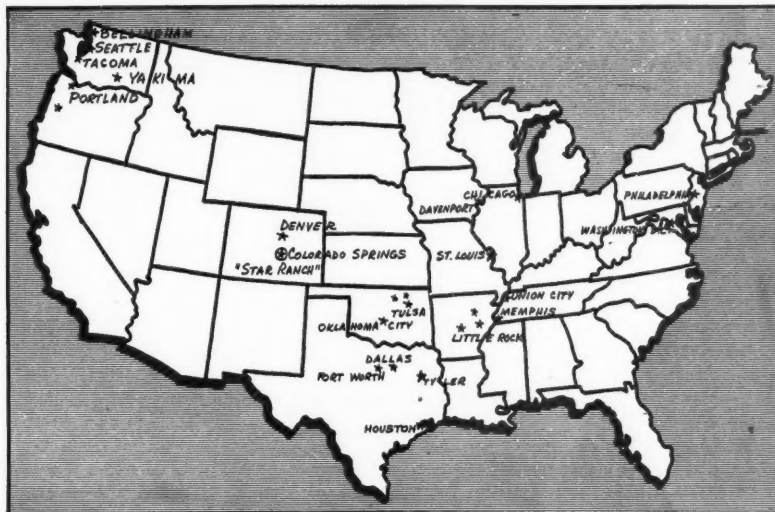 BELLINGHAM
SEATTLE
TACOMA
YAKIMA
PORTLAND
CHICAGO
DAVENPORT
PHILADELPHIA
WASHINGTON D.C.
DENVER
COLORADO SPRINGS
"STAR RANCH"
ST. LOUIS
UNION CITY
MEMPHIS
TULSA
OKLAHOMA CITY
LITTLE ROCK
DALLAS
FORT WORTH
TYLER
HOUSTON